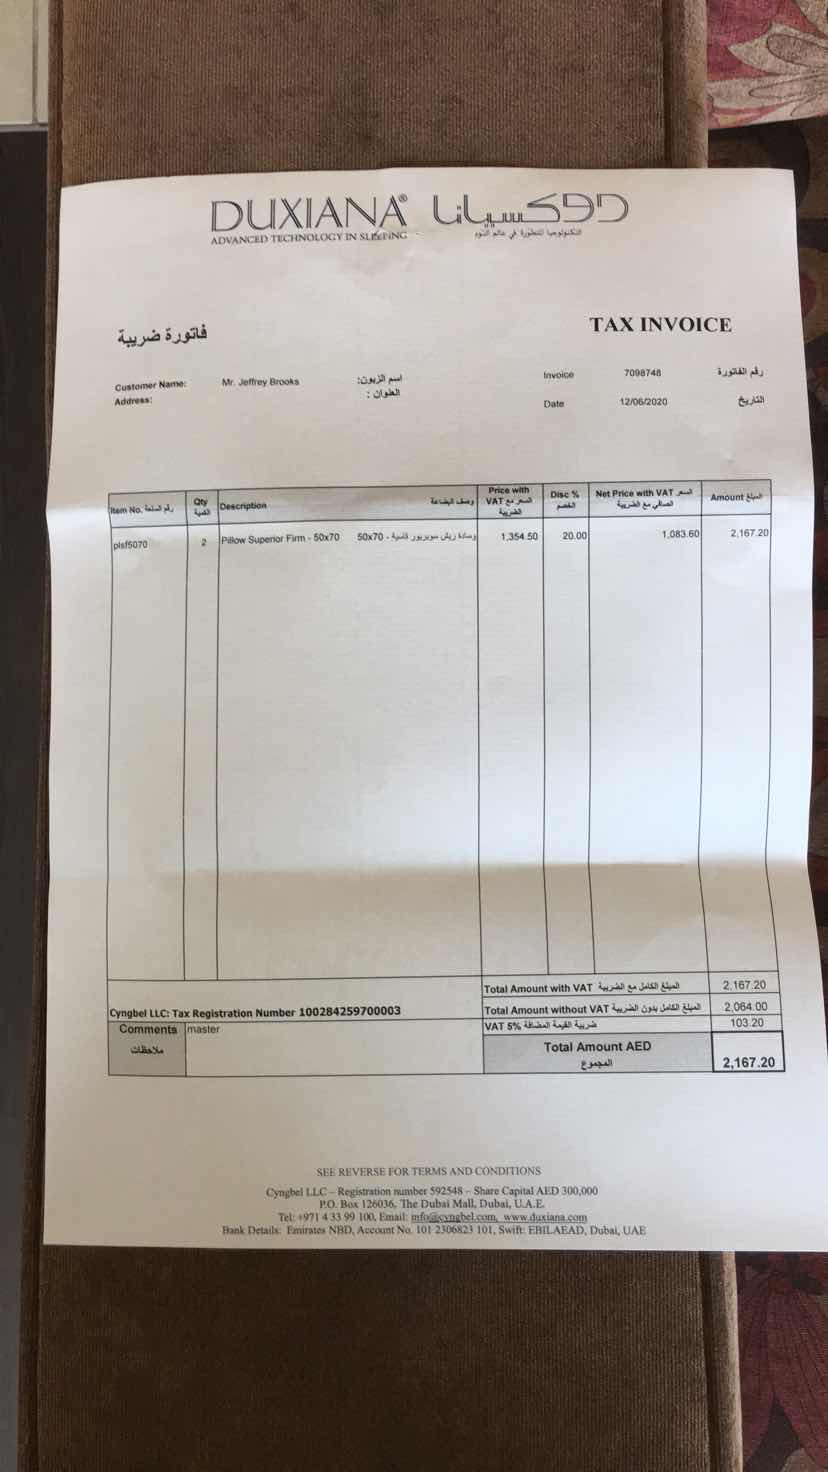 DUXIANA® دوكسيانا
ADVANCED TECHNOLOGY IN SLEEPING التكنولوجيا المتطورة في عالم النوم
فاتورة ضريبة TAX INVOICE
Customer Name: Mr. Jeffrey Brooks اسم الزبون: Invoice 7098748 رقم الفاتورة
Address: العنوان : Date 12/06/2020 التاريخ
Item No. رقم السلعة Qty الكمية Description وصف البضاعة Price with VAT السعر مع الضريبة Disc % الخصم Net Price with VAT السعر الصافي مع الضريبة Amount المبلغ
plsf5070 2 Pillow Superior Firm - 50x70 وسادة ريش سوبريور قاسية - 50x70 1,354.50 20.00 1,083.60 2,167.20
Total Amount with VAT المبلغ الكامل مع الضريبة 2,167.20
Cyngbel LLC: Tax Registration Number 100284259700003 Total Amount without VAT المبلغ الكامل بدون الضريبة 2,064.00
Comments master VAT 5% ضريبة القيمة المضافة 103.20
ملاحظات Total Amount AED
المجموع 2,167.20
SEE REVERSE FOR TERMS AND CONDITIONS
Cyngbel LLC – Registration number 592548 – Share Capital AED 300,000
P.O. Box 126036, The Dubai Mall, Dubai, U.A.E.
Tel: +971 4 33 99 100, Email: info@cyngbel.com, www.duxiana.com
Bank Details: Emirates NBD, Account No. 101 2306823 101, Swift: EBILAEAD, Dubai, UAE